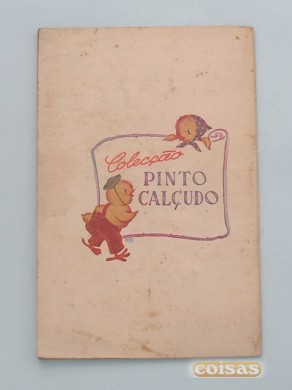 Colecção
PINTO
CALÇUDO
coisas